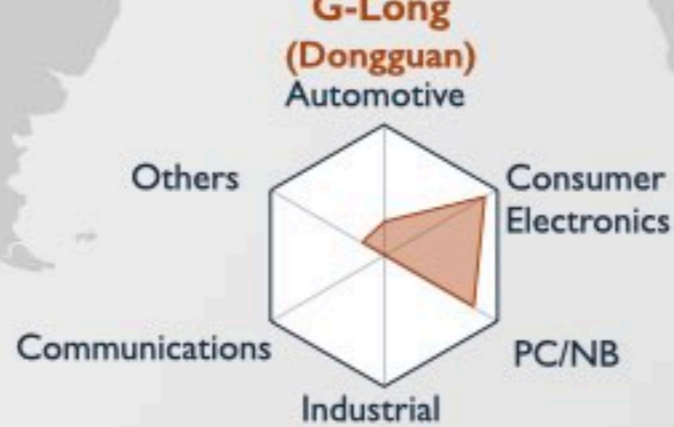 G-Long
(Dongguan)
Automotive
Others
Consumer
Electronics
Communications
PC/NB
Industrial